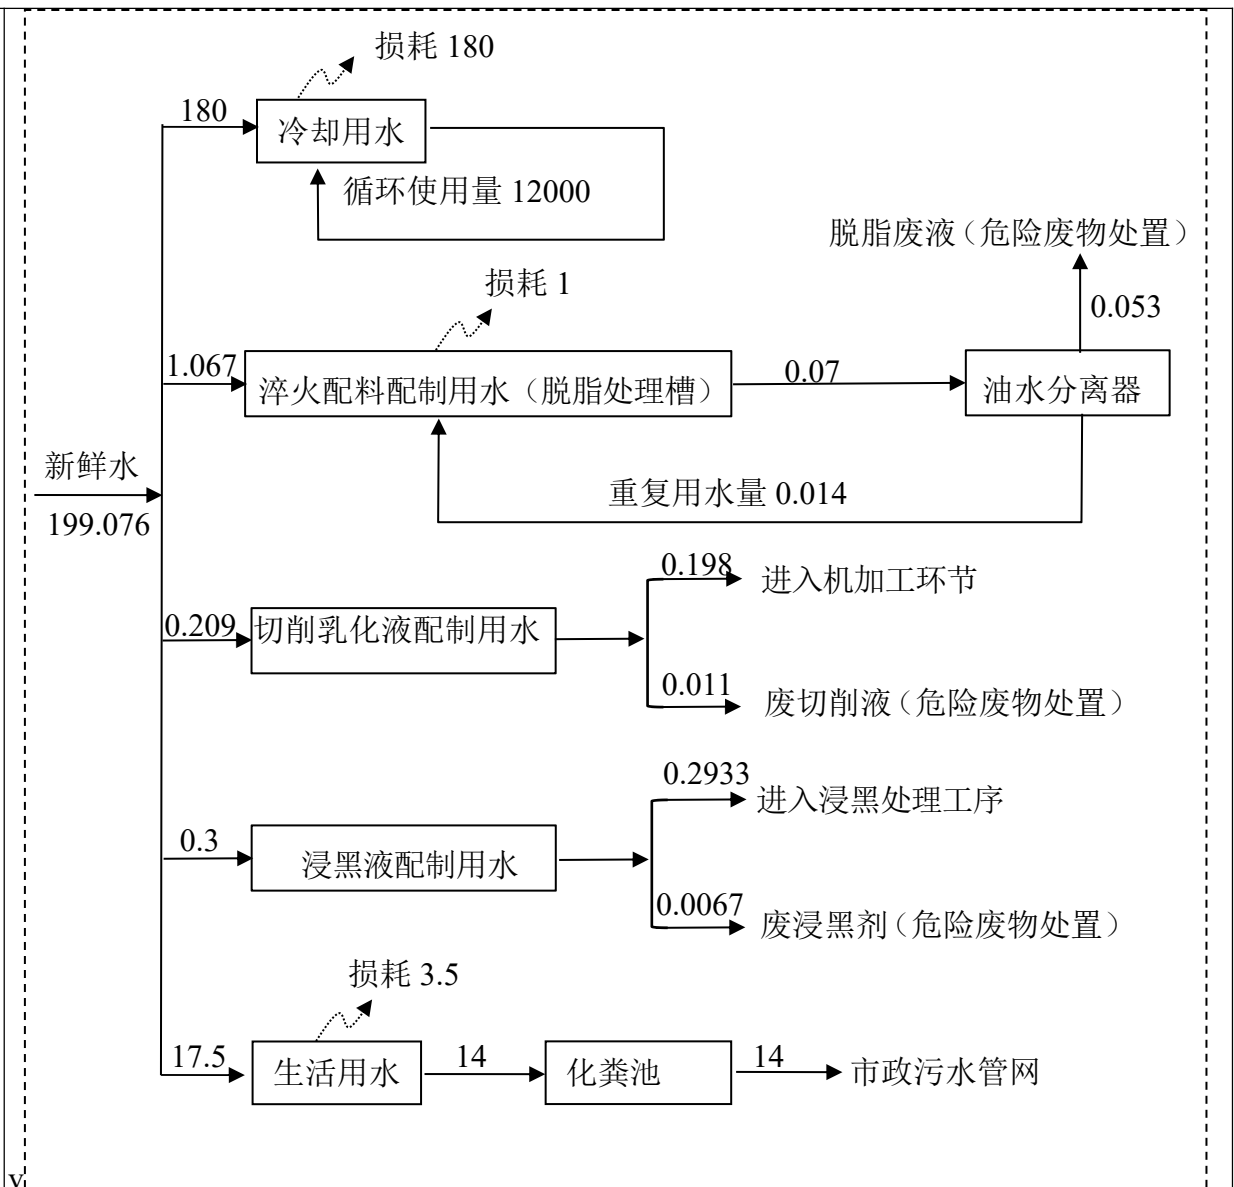 损耗 180
180
冷却用水
循环使用量 12000
脱脂废液（危险废物处置）
0.053
损耗 1
1.067
淬火配料配制用水（脱脂处理槽）
0.07
油水分离器
重复用水量 0.014
新鲜水
199.076
0.198
进入机加工环节
0.209
切削乳化液配制用水
0.011
废切削液（危险废物处置）
0.2933
进入浸黑处理工序
0.3
浸黑液配制用水
0.0067
废浸黑剂（危险废物处置）
损耗 3.5
17.5
生活用水
14
化粪池
14
市政污水管网
y